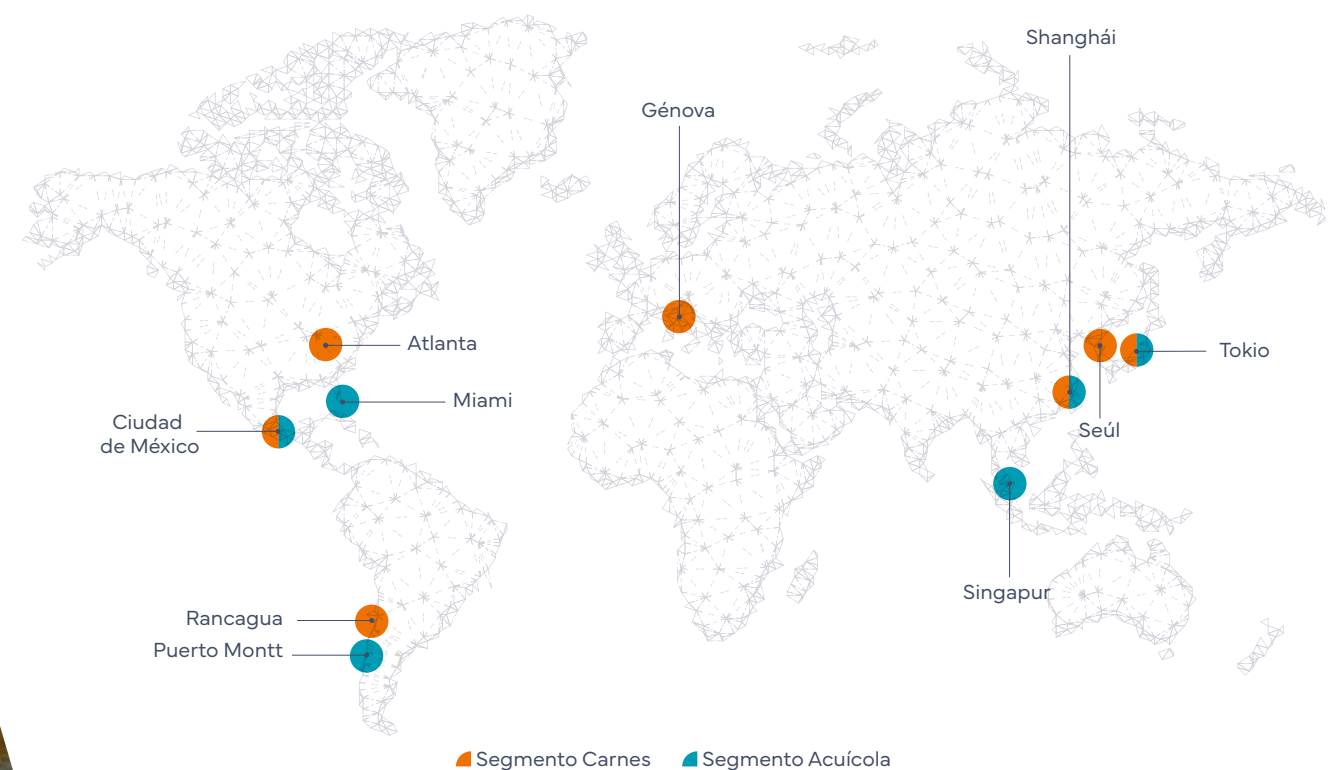 Shanghái
Génova
Atlanta
Tokio
Miami
Ciudad
de México
Seúl
Singapur
Rancagua
Puerto Montt
Segmento Carnes
Segmento Acuícola